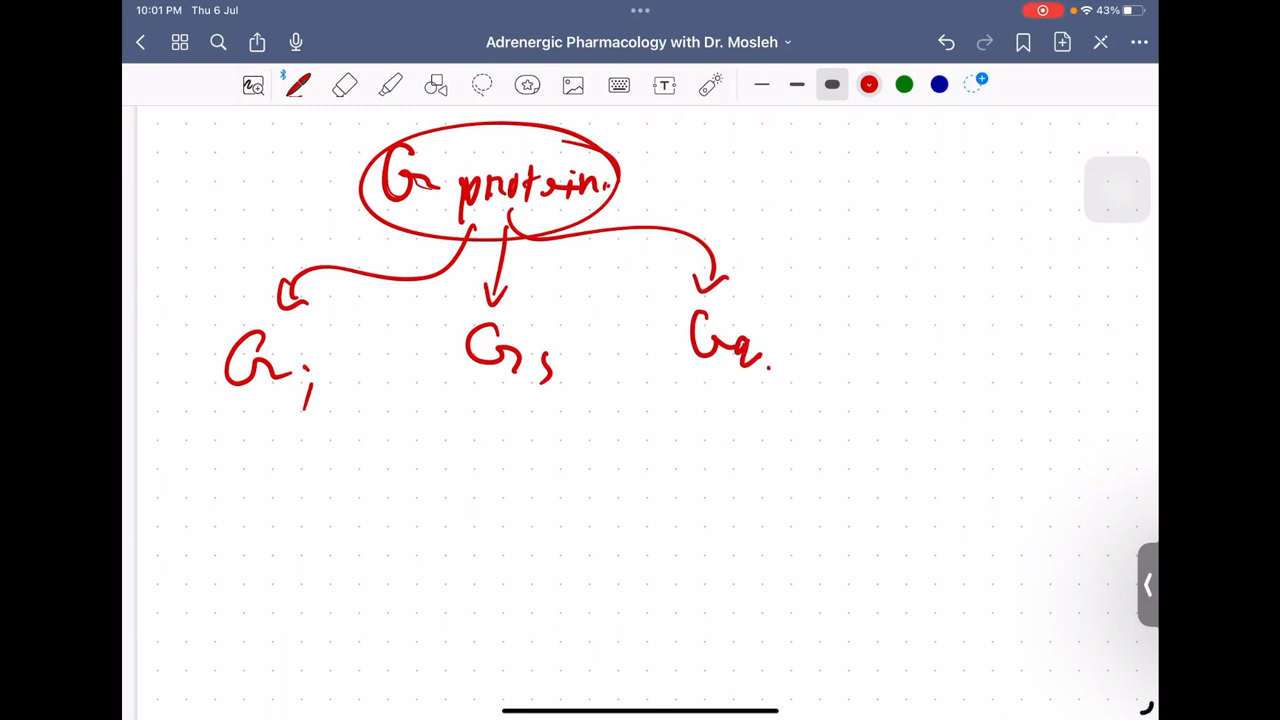 10:01 PM Thu 6 Jul
43%
Adrenergic Pharmacology with Dr. Mosleh
T
G protein.
Gi
Gs
Gq.